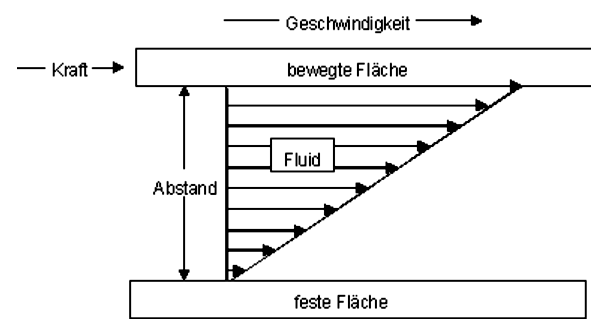 Geschwindigkeit
Kraft
bewegte Fläche
Fluid
Abstand
feste Fläche